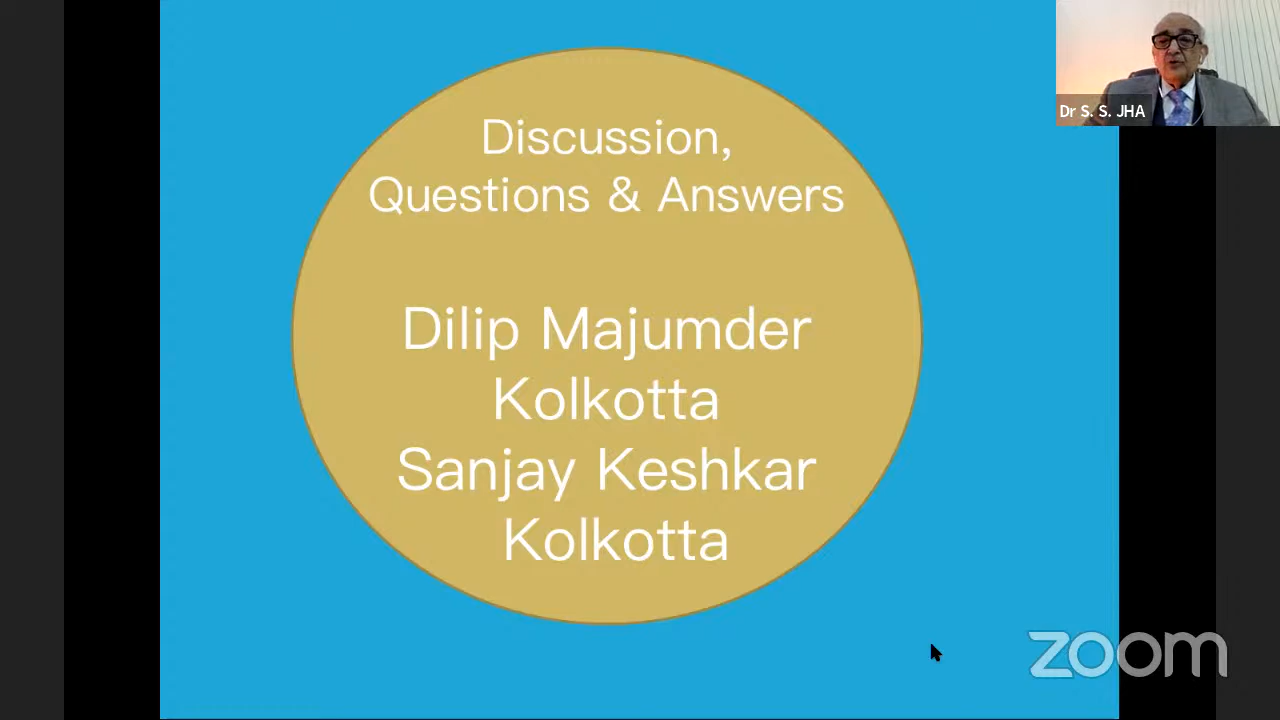 Discussion,
Questions & Answers
Dilip Majumder
Kolkotta
Sanjay Keshkar
Kolkotta
Dr S. S. JHA
zoom